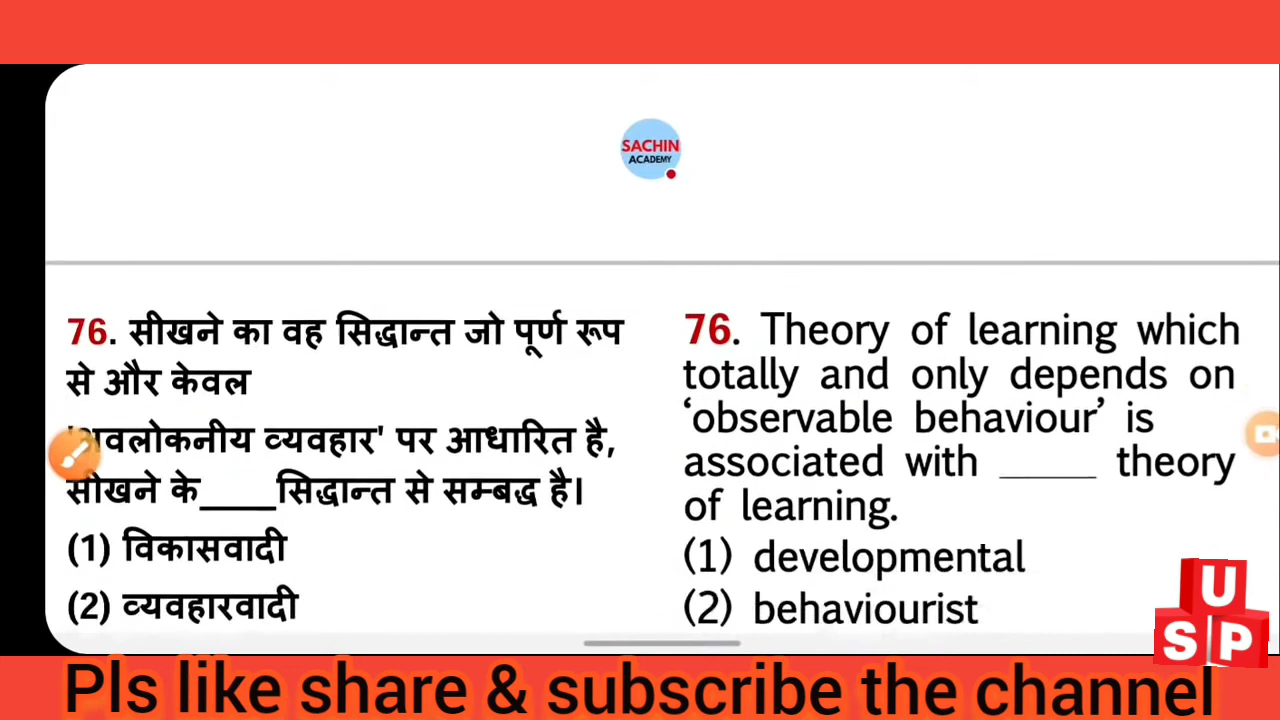 SACHIN
ACADEMY
76. सीखने का वह सिद्धान्त जो पूर्ण रूप
से और केवल
'अवलोकनीय व्यवहार' पर आधारित है,
सीखने के____सिद्धान्त से सम्बद्ध है।
(1) विकासवादी
(2) व्यवहारवादी
76. Theory of learning which
totally and only depends on
‘observable behaviour’ is
associated with _____ theory
of learning.
(1) developmental
(2) behaviourist
U
S P
Pls like share & subscribe the channel